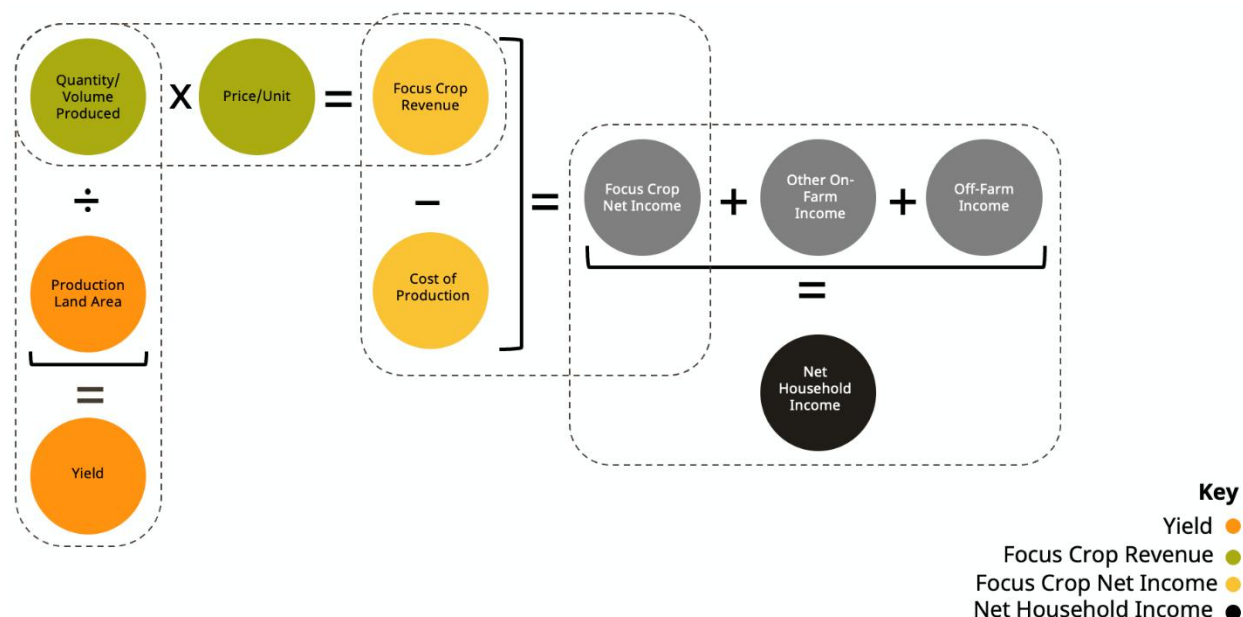 Quantity/
Volume
Produced
x
Price/Unit
=
Focus Crop
Revenue
÷
–
Production
Land Area
Cost of
Production
=
Focus Crop
Net Income
+
Other On-
Farm
Income
+
Off-Farm
Income
=
Yield
=
Net
Household
Income
Key
Yield
Focus Crop Revenue
Focus Crop Net Income
Net Household Income